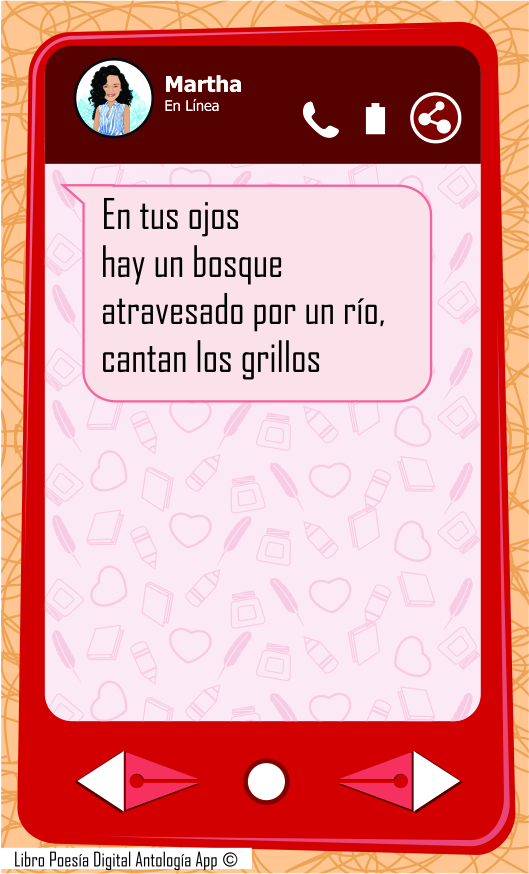 Martha
En Línea
En tus ojos
hay un bosque
atravesado por un río,
cantan los grillos
Libro Poesía Digital Antología App ©